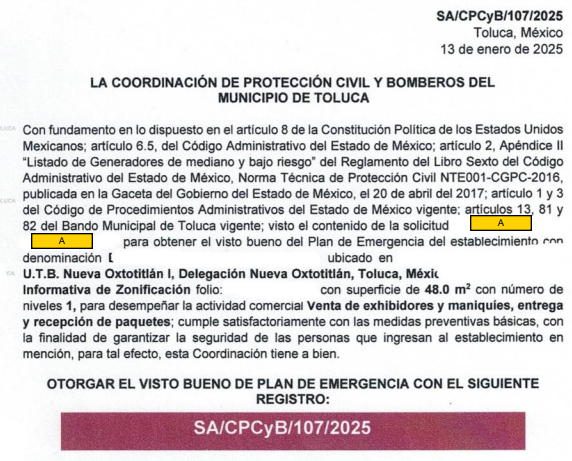 SA/CPCyB/107/2025
Toluca, México
13 de enero de 2025
LA COORDINACIÓN DE PROTECCIÓN CIVIL Y BOMBEROS DEL
MUNICIPIO DE TOLUCA
Con fundamento en lo dispuesto en el artículo 8 de la Constitución Política de los Estados Unidos
Mexicanos; artículo 6.5, del Código Administrativo del Estado de México; artículo 2, Apéndice II
“Listado de Generadores de mediano y bajo riesgo” del Reglamento del Libro Sexto del Código
Administrativo del Estado de México, Norma Técnica de Protección Civil NTE001-CGPC-2016,
publicada en la Gaceta del Gobierno del Estado de México, el 20 de abril del 2017; artículo 1 y 3
del Código de Procedimientos Administrativos del Estado de México vigente; artículos 13, 81 y
82 del Bando Municipal de Toluca vigente; visto el contenido de la solicitud A
A para obtener el visto bueno del Plan de Emergencia del establecimiento con
denominación ubicado en
U.T.B. Nueva Oxtotitlán I, Delegación Nueva Oxtotitlán, Toluca,
Informativa de Zonificación folio: con superficie de 48.0 m² con número de
niveles 1, para desempeñar la actividad comercial Venta de exhibidores y maniquíes, entrega
y recepción de paquetes; cumple satisfactoriamente con las medidas preventivas básicas, con
la finalidad de garantizar la seguridad de las personas que ingresan al establecimiento en
mención, para tal efecto, esta Coordinación tiene a bien.
OTORGAR EL VISTO BUENO DE PLAN DE EMERGENCIA CON EL SIGUIENTE
REGISTRO:
SA/CPCyB/107/2025